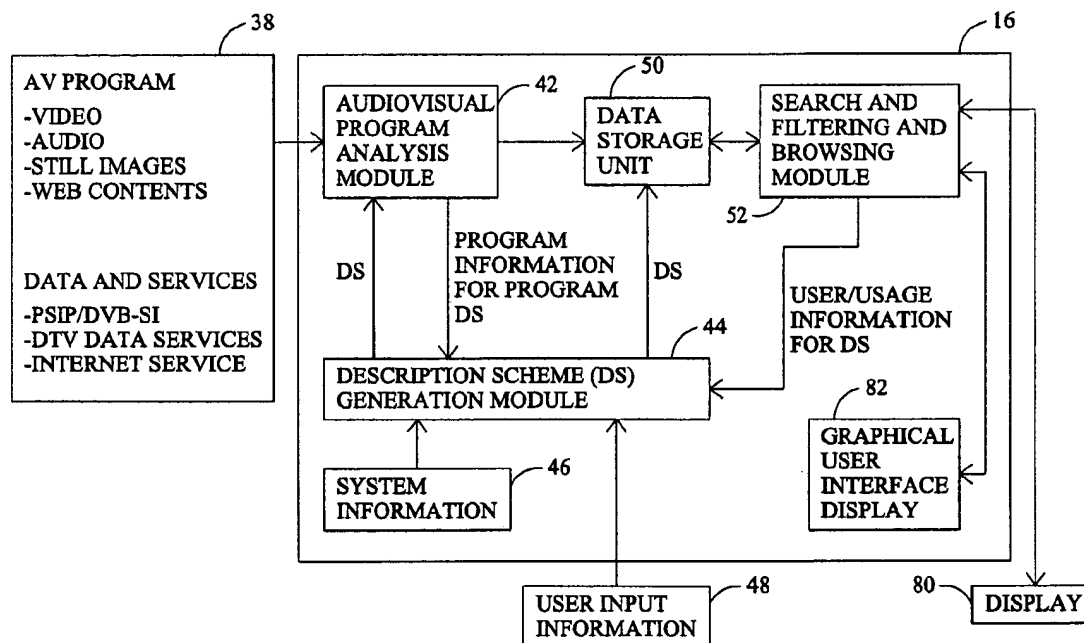 38
AV PROGRAM
-VIDEO
-AUDIO
-STILL IMAGES
-WEB CONTENTS
DATA AND SERVICES
-PSIP/DVB-SI
-DTV DATA SERVICES
-INTERNET SERVICE
16
42
AUDIOVISUAL
PROGRAM
ANALYSIS
MODULE
50
DATA
STORAGE
UNIT
SEARCH AND
FILTERING AND
BROWSING
MODULE
52
DS
PROGRAM
INFORMATION
FOR PROGRAM
DS
DS
USER/USAGE
INFORMATION
FOR DS
44
DESCRIPTION SCHEME (DS)
GENERATION MODULE
46
SYSTEM
INFORMATION
82
GRAPHICAL
USER
INTERFACE
DISPLAY
48
USER INPUT
INFORMATION
80
DISPLAY